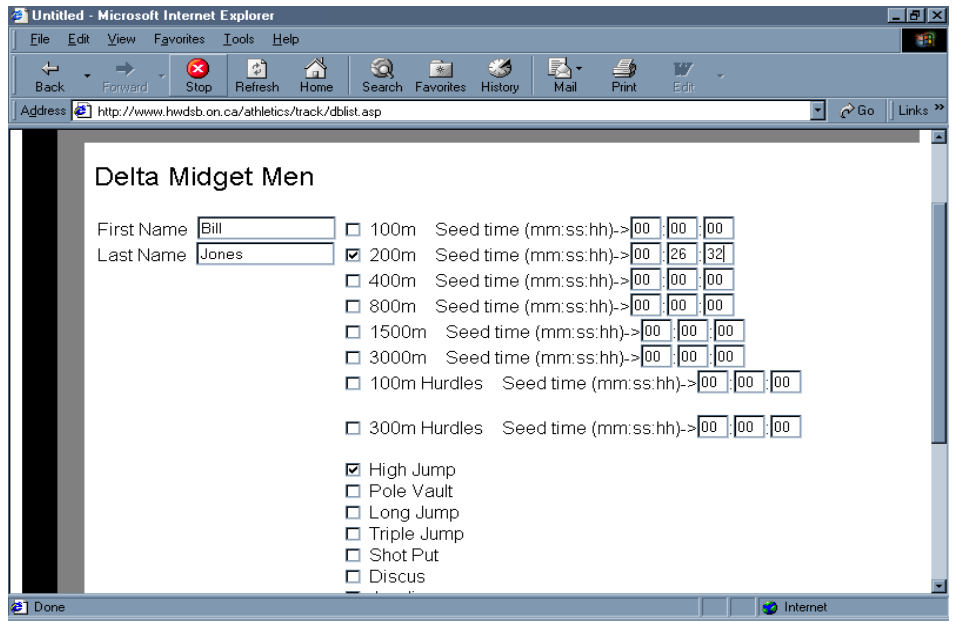 Untitled - Microsoft Internet Explorer
File Edit View Favorites Tools Help
Back Forward Stop Refresh Home Search Favorites History Mail Print Edit
Address http://www.hwdsb.on.ca/athletics/track/dblist.asp Go Links »
Delta Midget Men
First Name Bill 100m Seed time (mm:ss:hh)->00 :00 :00
Last Name Jones 200m Seed time (mm:ss:hh)->00 :26 :32
400m Seed time (mm:ss:hh)->00 :00 :00
800m Seed time (mm:ss:hh)->00 :00 :00
1500m Seed time (mm:ss:hh)->00 :00 :00
3000m Seed time (mm:ss:hh)->00 :00 :00
100m Hurdles Seed time (mm:ss:hh)->00 :00 :00
300m Hurdles Seed time (mm:ss:hh)->00 :00 :00
High Jump
Pole Vault
Long Jump
Triple Jump
Shot Put
Discus
Done Internet